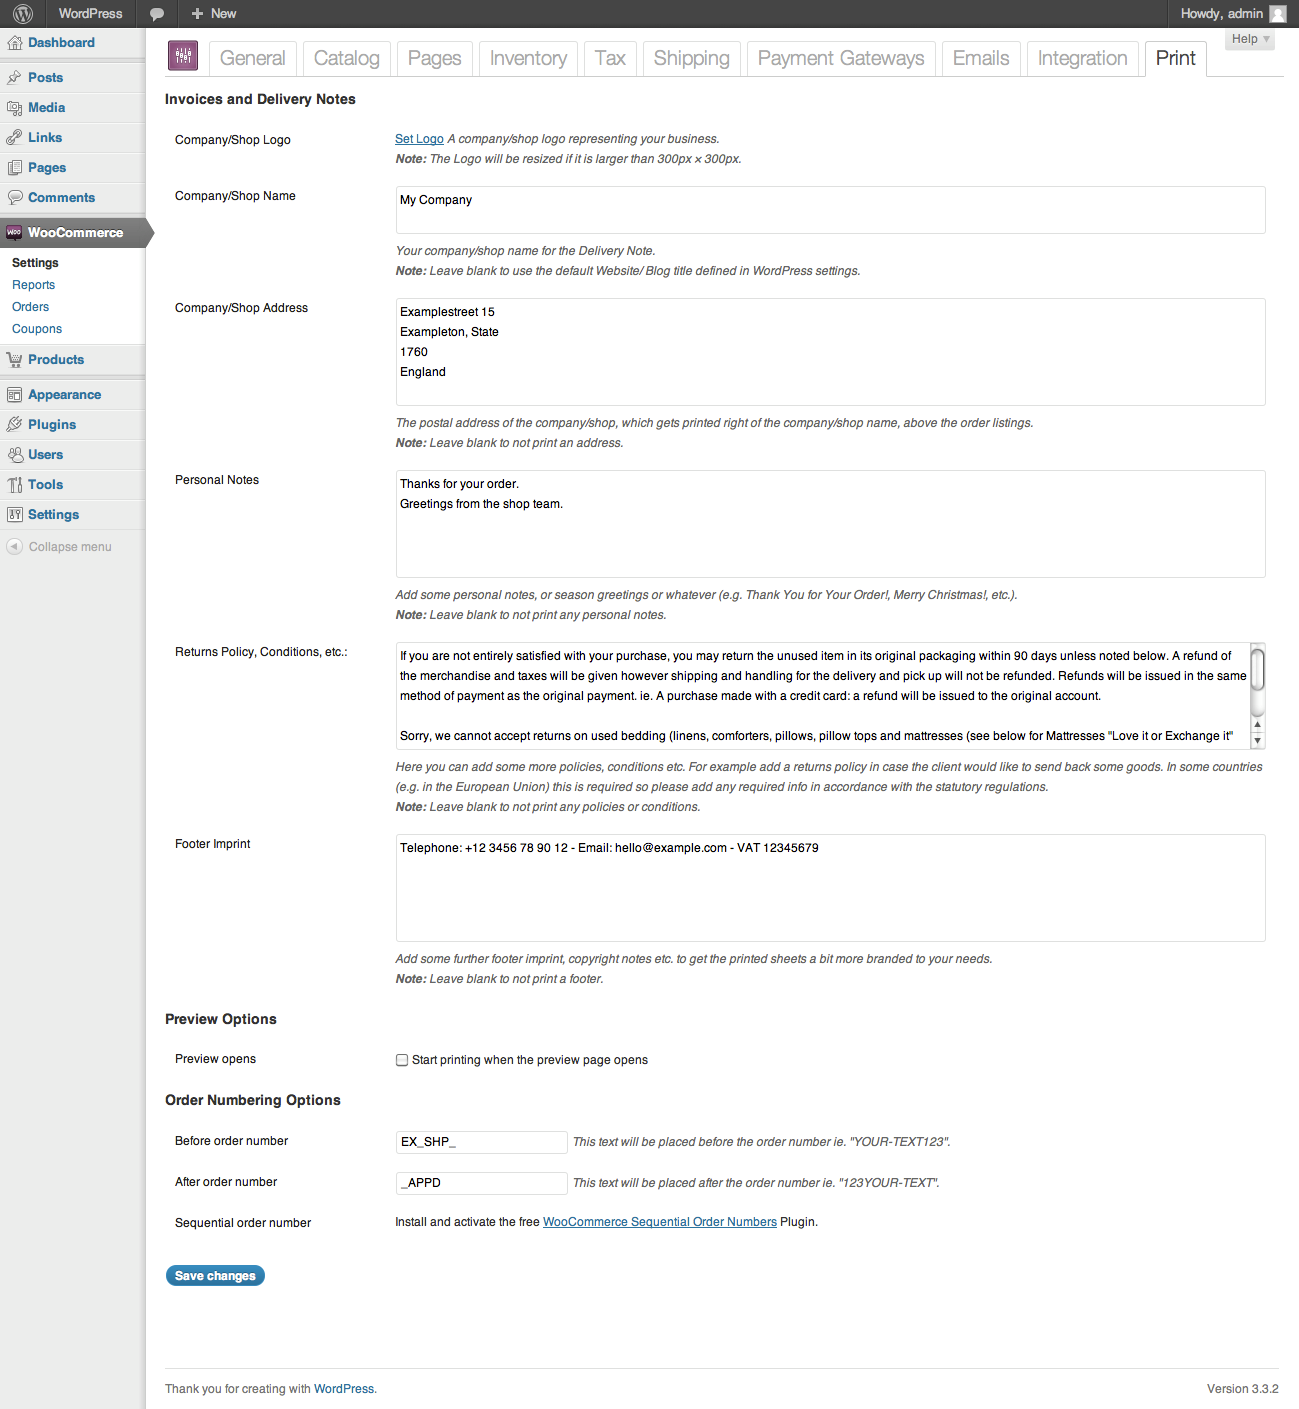 WordPress
New
Howdy, admin
Help
Dashboard
Posts
Media
Links
Pages
Comments
WOO WooCommerce
Settings
Reports
Orders
Coupons
Products
Appearance
Plugins
Users
Tools
Settings
Collapse menu
General Catalog Pages Inventory Tax Shipping Payment Gateways Emails Integration Print
Invoices and Delivery Notes
Company/Shop Logo
Set Logo A company/shop logo representing your business.
Note: The Logo will be resized if it is larger than 300px × 300px.
Company/Shop Name
My Company
Your company/shop name for the Delivery Note.
Note: Leave blank to use the default Website/ Blog title defined in WordPress settings.
Company/Shop Address
Examplestreet 15
Exampleton, State
1760
England
The postal address of the company/shop, which gets printed right of the company/shop name, above the order listings.
Note: Leave blank to not print an address.
Personal Notes
Thanks for your order.
Greetings from the shop team.
Add some personal notes, or season greetings or whatever (e.g. Thank You for Your Order!, Merry Christmas!, etc.).
Note: Leave blank to not print any personal notes.
Returns Policy, Conditions, etc.:
If you are not entirely satisfied with your purchase, you may return the unused item in its original packaging within 90 days unless noted below. A refund of
the merchandise and taxes will be given however shipping and handling for the delivery and pick up will not be refunded. Refunds will be issued in the same
method of payment as the original payment. ie. A purchase made with a credit card: a refund will be issued to the original account.
Sorry, we cannot accept returns on used bedding (linens, comforters, pillows, pillow tops and mattresses (see below for Mattresses "Love it or Exchange it"
Here you can add some more policies, conditions etc. For example add a returns policy in case the client would like to send back some goods. In some countries
(e.g. in the European Union) this is required so please add any required info in accordance with the statutory regulations.
Note: Leave blank to not print any policies or conditions.
Footer Imprint
Telephone: +12 3456 78 90 12 - Email: hello@example.com - VAT 12345679
Add some further footer imprint, copyright notes etc. to get the printed sheets a bit more branded to your needs.
Note: Leave blank to not print a footer.
Preview Options
Preview opens
Start printing when the preview page opens
Order Numbering Options
Before order number
EX_SHP_
This text will be placed before the order number ie. "YOUR-TEXT123".
After order number
_APPD
This text will be placed after the order number ie. "123YOUR-TEXT".
Sequential order number
Install and activate the free WooCommerce Sequential Order Numbers Plugin.
Save changes
Thank you for creating with WordPress.
Version 3.3.2